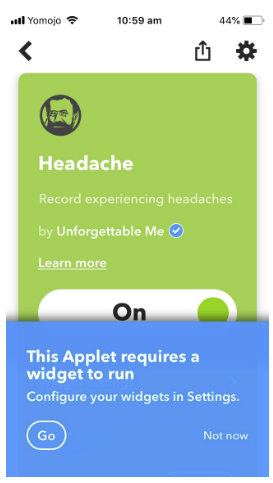 Yomojo 10:59 am 44%
Headache
Record experiencing headaches
by Unforgettable Me
Learn more
On
This Applet requires a
widget to run
Configure your widgets in Settings.
Go Not now